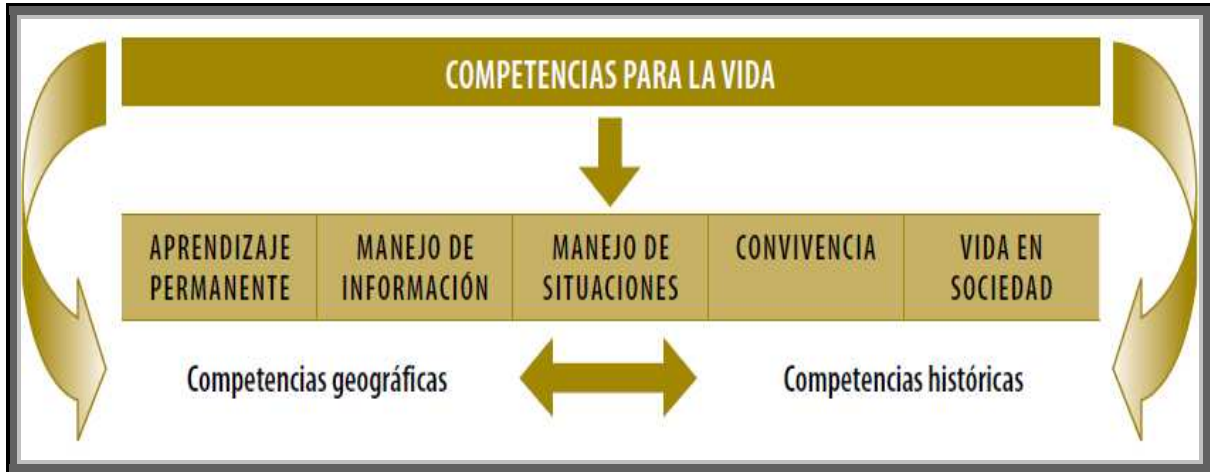 COMPETENCIAS PARA LA VIDA
APRENDIZAJE
PERMANENTE
MANEJO DE
INFORMACIÓN
MANEJO DE
SITUACIONES
CONVIVENCIA
VIDA EN
SOCIEDAD
Competencias geográficas
Competencias históricas